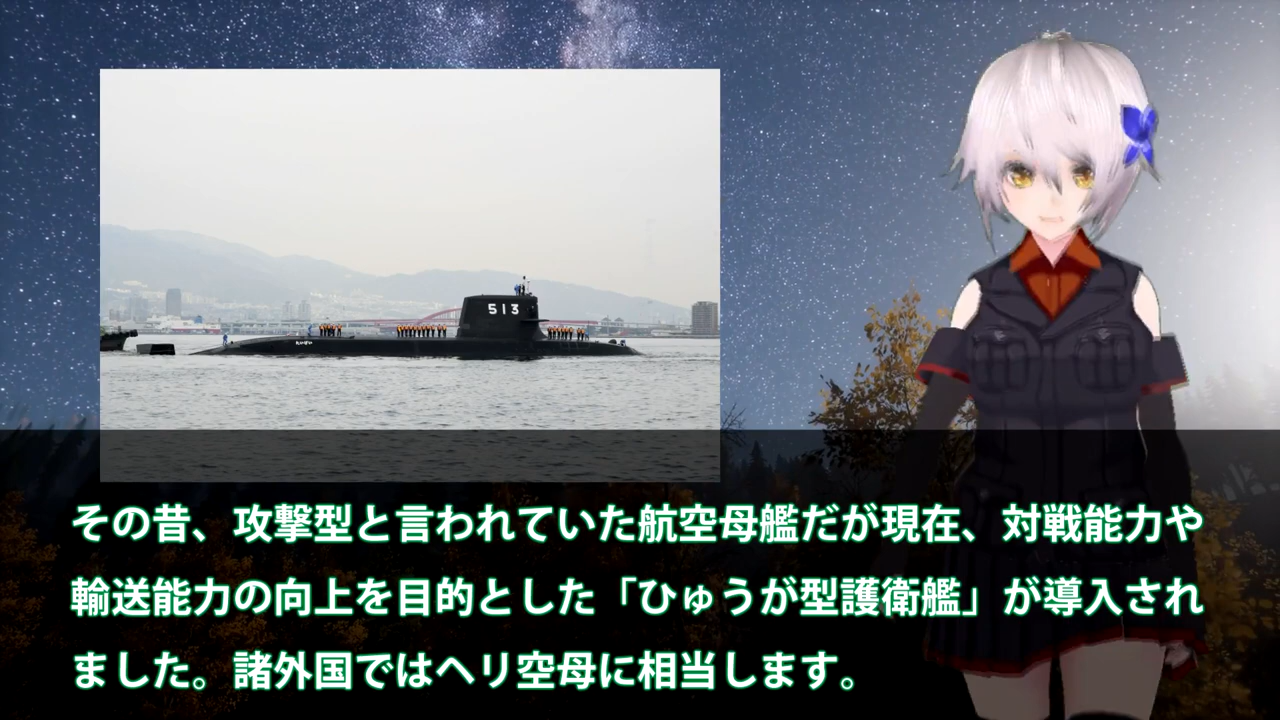 513
その昔、攻撃型と言われていた航空母艦だが現在、対戦能力や
輸送能力の向上を目的とした「ひゅうが型護衛艦」が導入され
ました。諸外国ではヘリ空母に相当します。